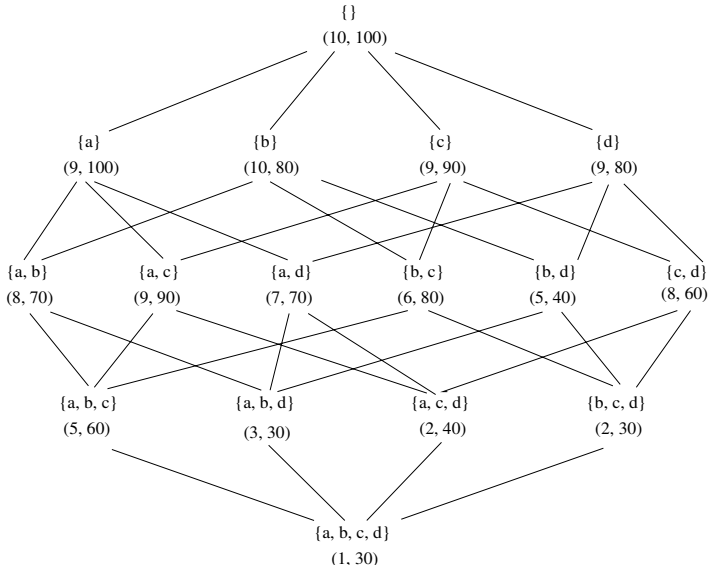 {}
(10, 100)
{a} {b} {c} {d}
(9, 100) (10, 80) (9, 90) (9, 80)
{a, b} {a, c} {a, d} {b, c} {b, d} {c, d}
(8, 70) (9, 90) (7, 70) (6, 80) (5, 40) (8, 60)
{a, b, c} {a, b, d} {a, c, d} {b, c, d}
(5, 60) (3, 30) (2, 40) (2, 30)
{a, b, c, d}
(1, 30)